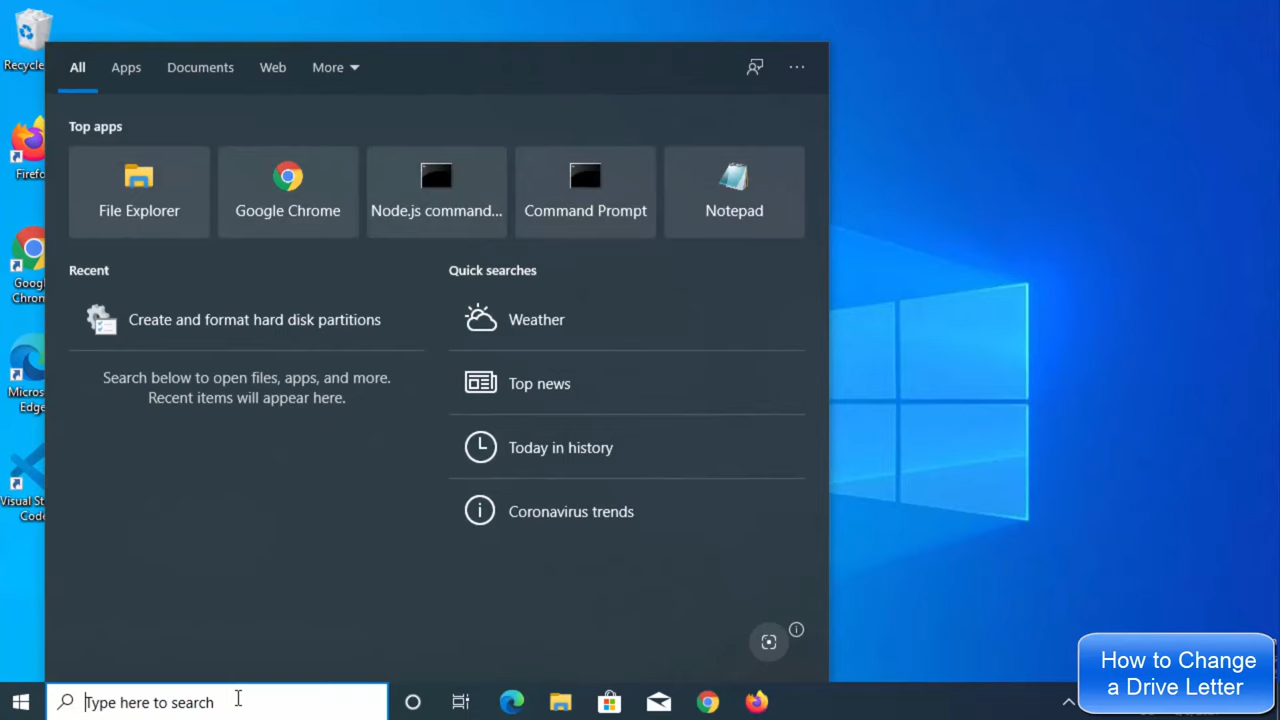 Recycle
All Apps Documents Web More
Top apps
Firefo
File Explorer
Google Chrome
Node.js command...
Command Prompt
Notepad
Goog
Chron
Recent
Create and format hard disk partitions
Search below to open files, apps, and more.
Recent items will appear here.
Quick searches
Weather
Top news
Today in history
Coronavirus trends
Micros
Edge
Visual St
Code
How to Change
a Drive Letter
Type here to search